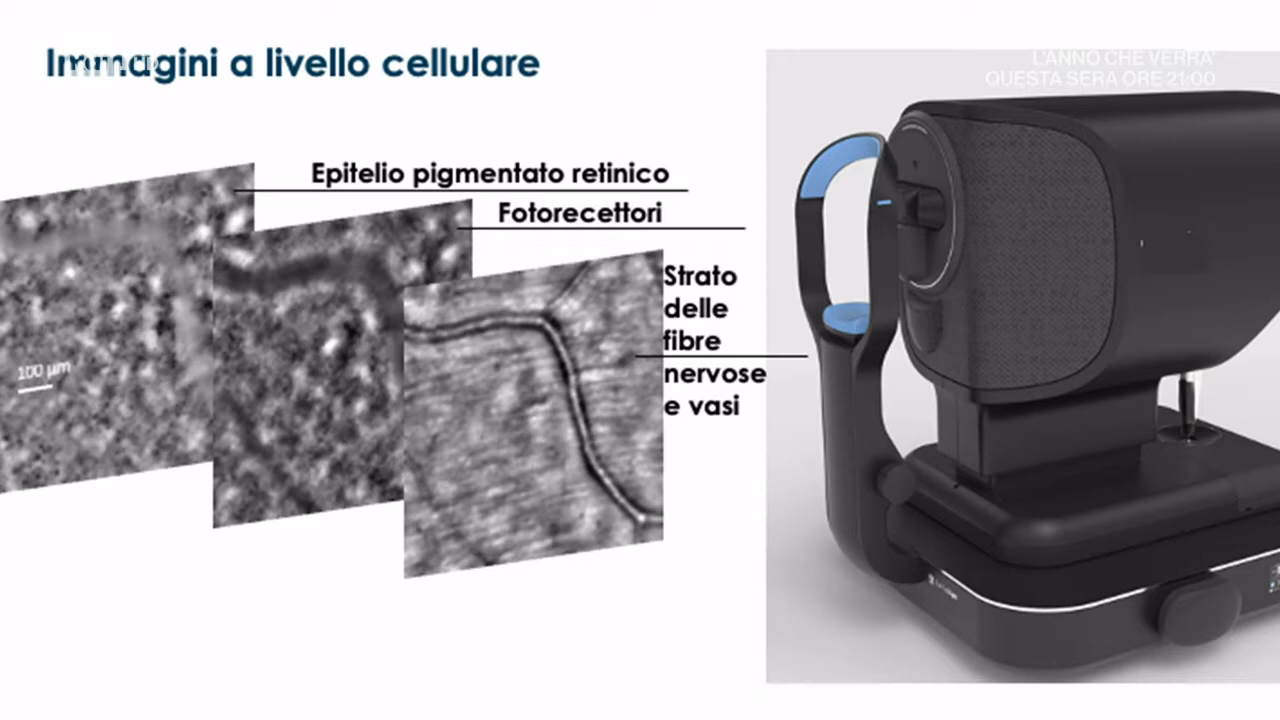 Immagini a livello cellulare
L'ANNO CHE VERRA'
QUESTA SERA ORE 21:00
Epitelio pigmentato retinico
Fotorecettori
Strato
delle
fibre
nervose
e vasi
100 µm